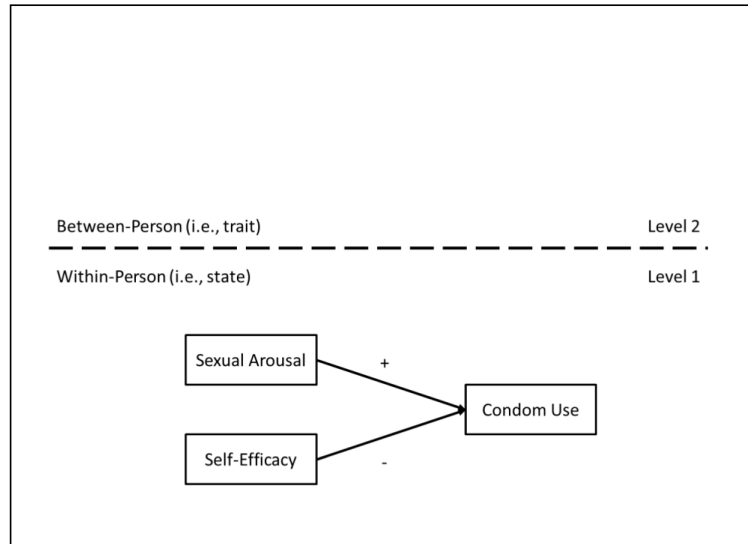 Between-Person (i.e., trait)
Level 2
Within-Person (i.e., state)
Level 1
Sexual Arousal
+
Condom Use
Self-Efficacy
-